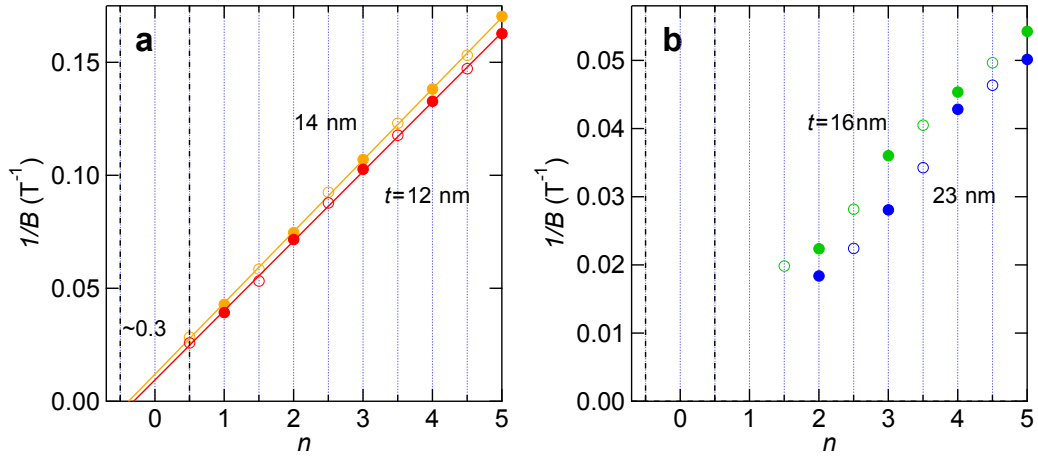 a
0.15
0.10
0.05
0.00
1/B (T⁻¹)
14 nm
t=12 nm
~0.3
0 1 2 3 4 5
n
b
0.05
0.04
0.03
0.02
0.01
0.00
1/B (T⁻¹)
t=16nm
23 nm
0 1 2 3 4 5
n